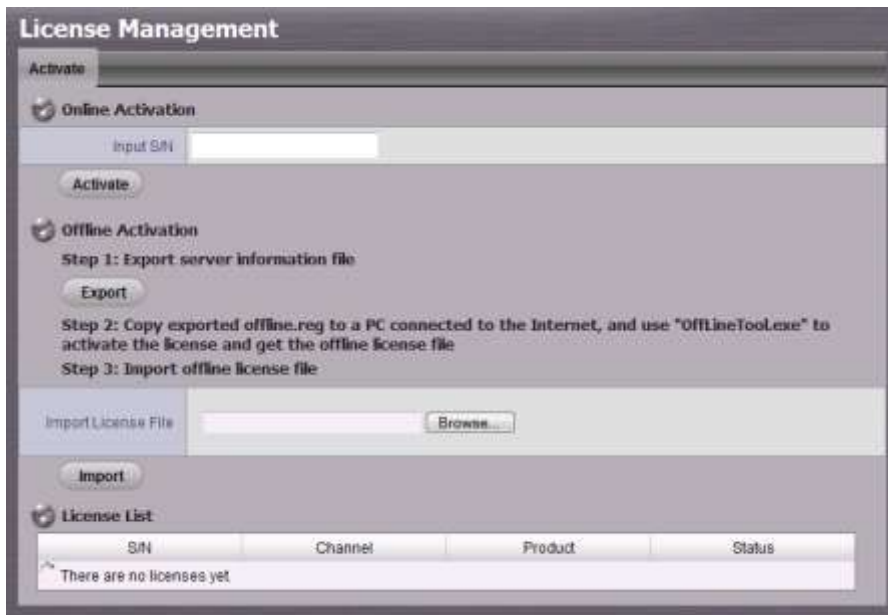 License Management
Activate
Online Activation
Input S/N
Activate
Offline Activation
Step 1: Export server information file
Export
Step 2: Copy exported offline.reg to a PC connected to the Internet, and use "OffLineTool.exe" to
activate the license and get the offline license file
Step 3: Import offline license file
Import License File
Browse...
Import
License List
S/N Channel Product Status
There are no licenses yet